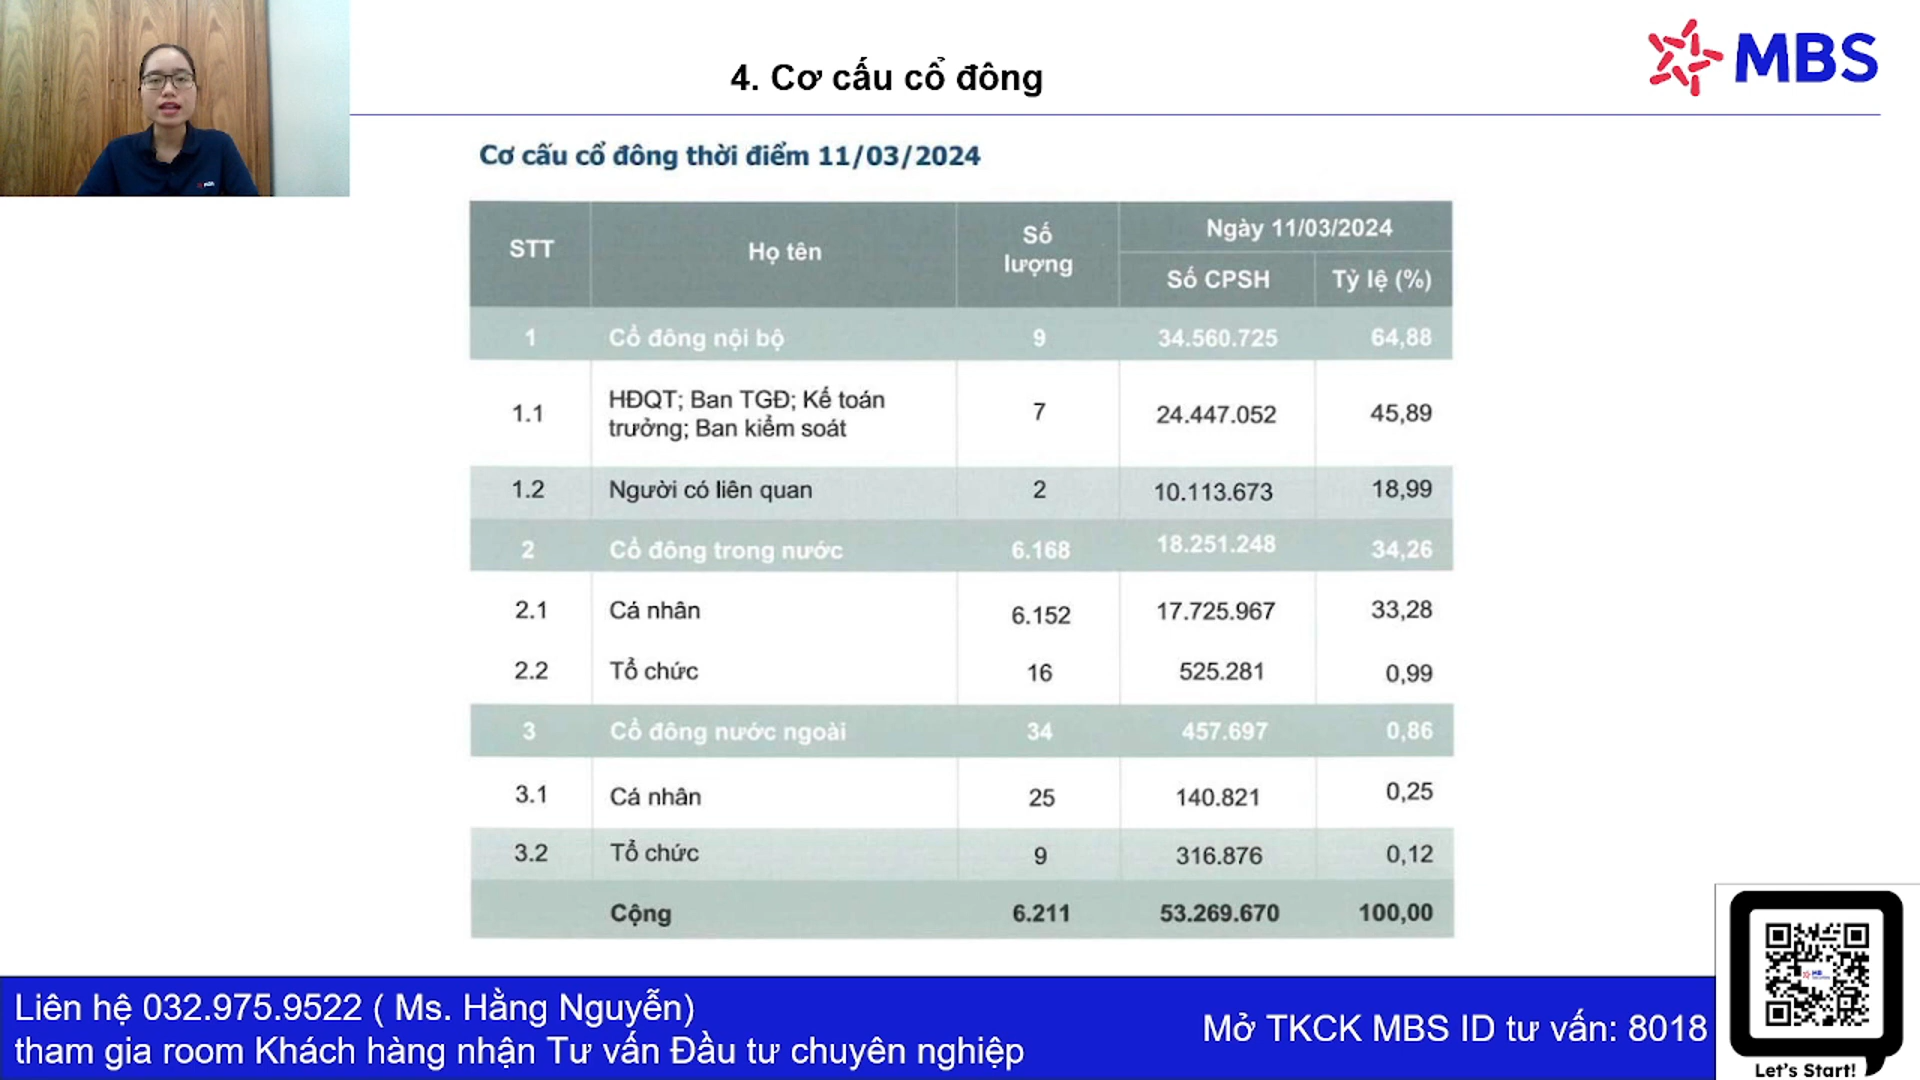 MBS
4. Cơ cấu cổ đông
Cơ cấu cổ đông thời điểm 11/03/2024
STT Họ tên Số lượng Ngày 11/03/2024
Số CPSH Tỷ lệ (%)
1 Cổ đông nội bộ 9 34.560.725 64,88
1.1 HĐQT; Ban TGĐ; Kế toán trưởng; Ban kiểm soát 7 24.447.052 45,89
1.2 Người có liên quan 2 10.113.673 18,99
2 Cổ đông trong nước 6.168 18.251.248 34,26
2.1 Cá nhân 6.152 17.725.967 33,28
2.2 Tổ chức 16 525.281 0,99
3 Cổ đông nước ngoài 34 457.697 0,86
3.1 Cá nhân 25 140.821 0,25
3.2 Tổ chức 9 316.876 0,12
Cộng 6.211 53.269.670 100,00
Liên hệ 032.975.9522 ( Ms. Hằng Nguyễn)
tham gia room Khách hàng nhận Tư vấn Đầu tư chuyên nghiệp
Mở TKCK MBS ID tư vấn: 8018
Let's Start!